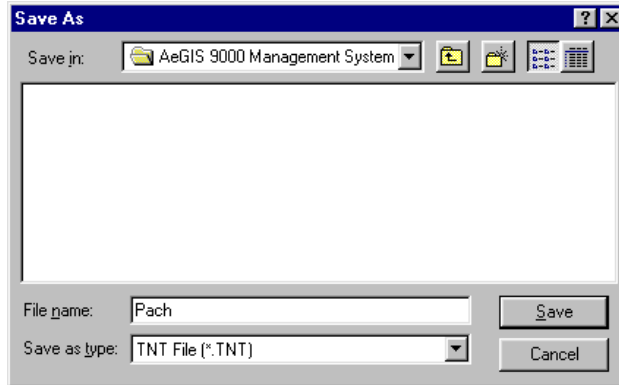 Save As
Save in: AeGIS 9000 Management System
File name: Pach
Save
Save as type: TNT File (*.TNT)
Cancel